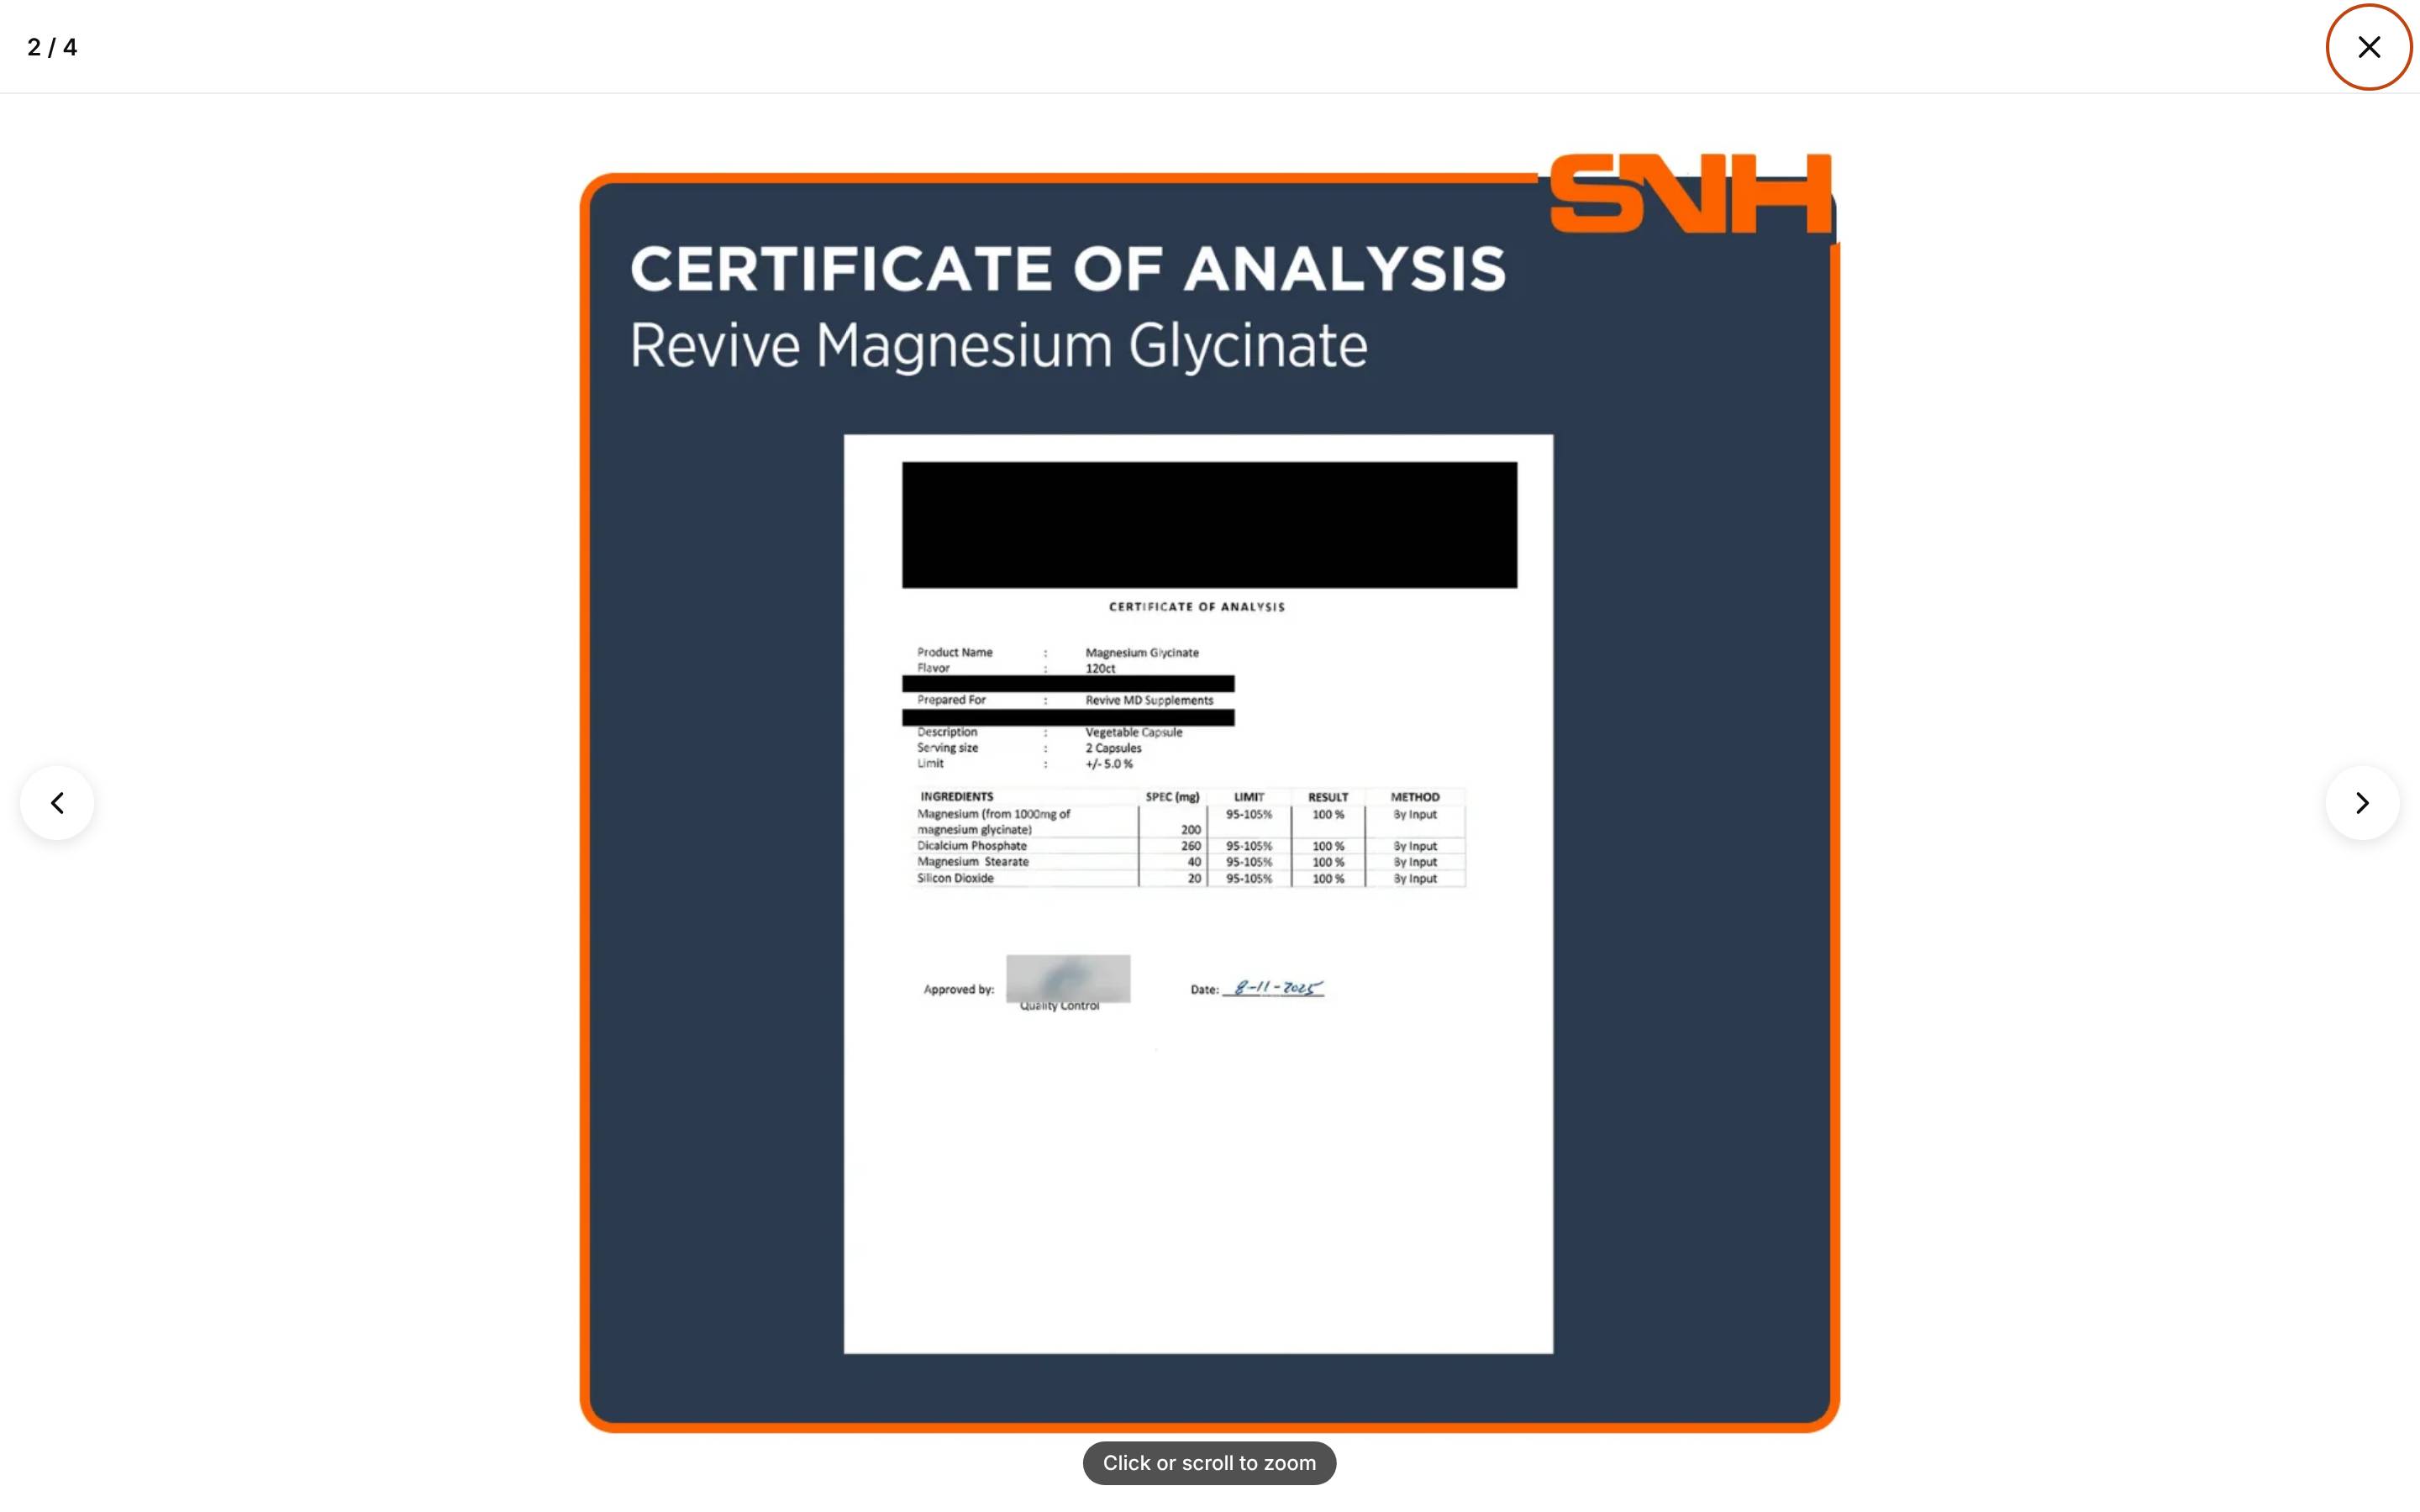 2 / 4
SNH
CERTIFICATE OF ANALYSIS
Revive Magnesium Glycinate
CERTIFICATE OF ANALYSIS
Product Name : Magnesium Glycinate
Flavor : 120ct
Prepared For : Revive MD Supplements
Description : Vegetable Capsule
Serving size : 2 Capsules
Limit : +/- 5.0 %
INGREDIENTS SPEC (mg) LIMIT RESULT METHOD
Magnesium (from 1000mg of 95-105% 100 % By Input
magnesium glycinate) 200
Dicalcium Phosphate 260 95-105% 100 % By Input
Magnesium Stearate 40 95-105% 100 % By Input
Silicon Dioxide 20 95-105% 100 % By Input
Approved by: Date: 8-11-2025
Quality Control
Click or scroll to zoom